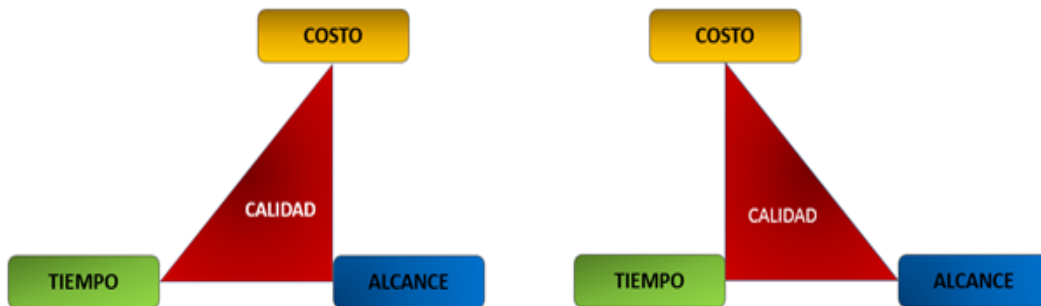 COSTO
CALIDAD
TIEMPO
ALCANCE
COSTO
CALIDAD
TIEMPO
ALCANCE